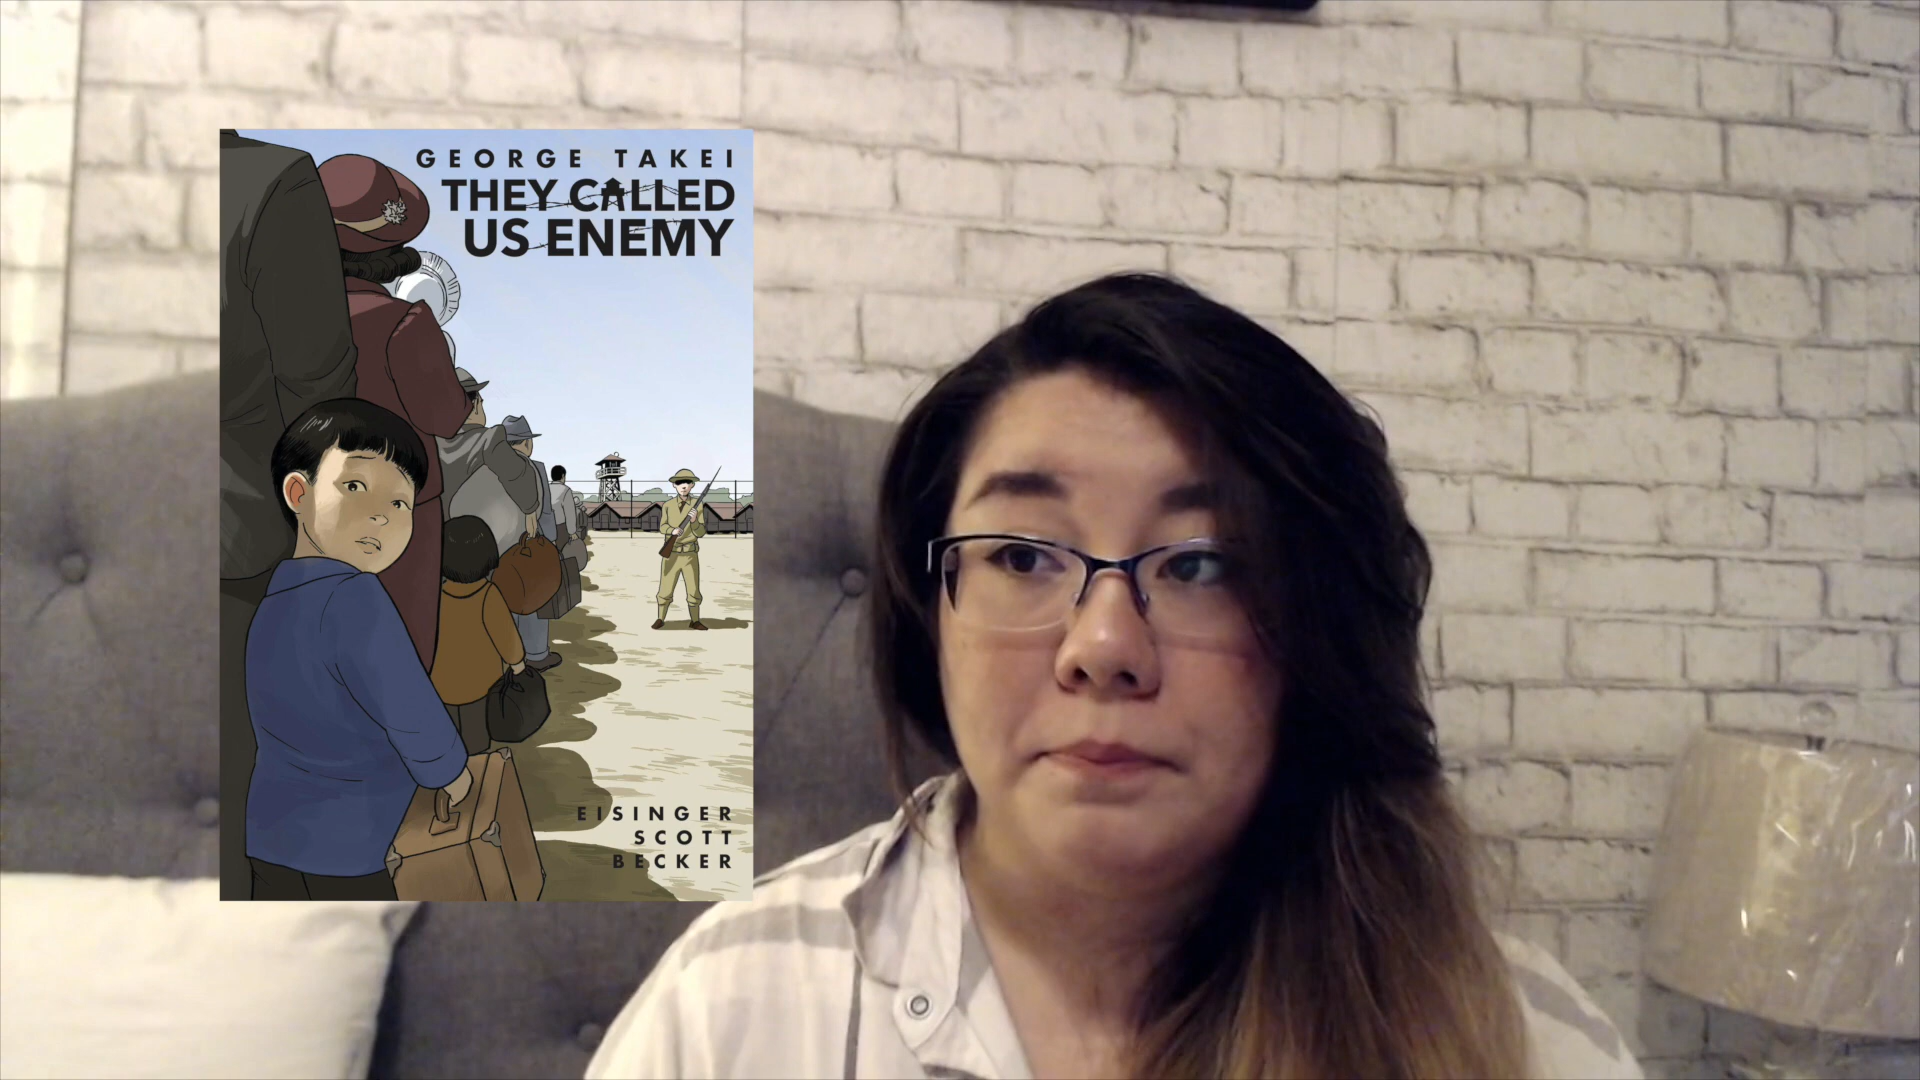 GEORGE TAKEI
THEY CALLED
US ENEMY
EISINGER
SCOTT
BECKER